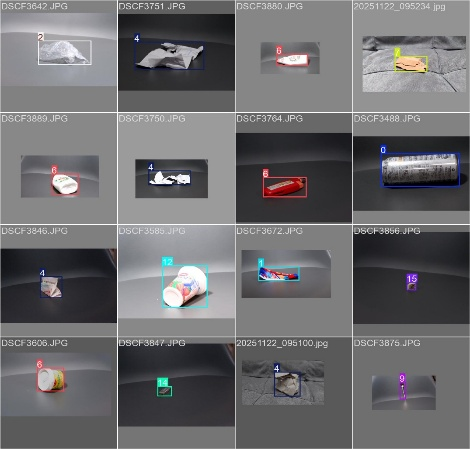 DSCF3642.JPG
DSCF3751.JPG
DSCF3880.JPG
20251122_095234.jpg
2
4
6
7
DSCF3889.JPG
DSCF3750.JPG
DSCF3764.JPG
DSCF3488.JPG
6
4
6
0
DSCF3846.JPG
DSCF3585.JPG
DSCF3672.JPG
DSCF3856.JPG
4
12
1
15
DSCF3606.JPG
DSCF3847.JPG
20251122_095100.jpg
DSCF3875.JPG
6
14
4
9